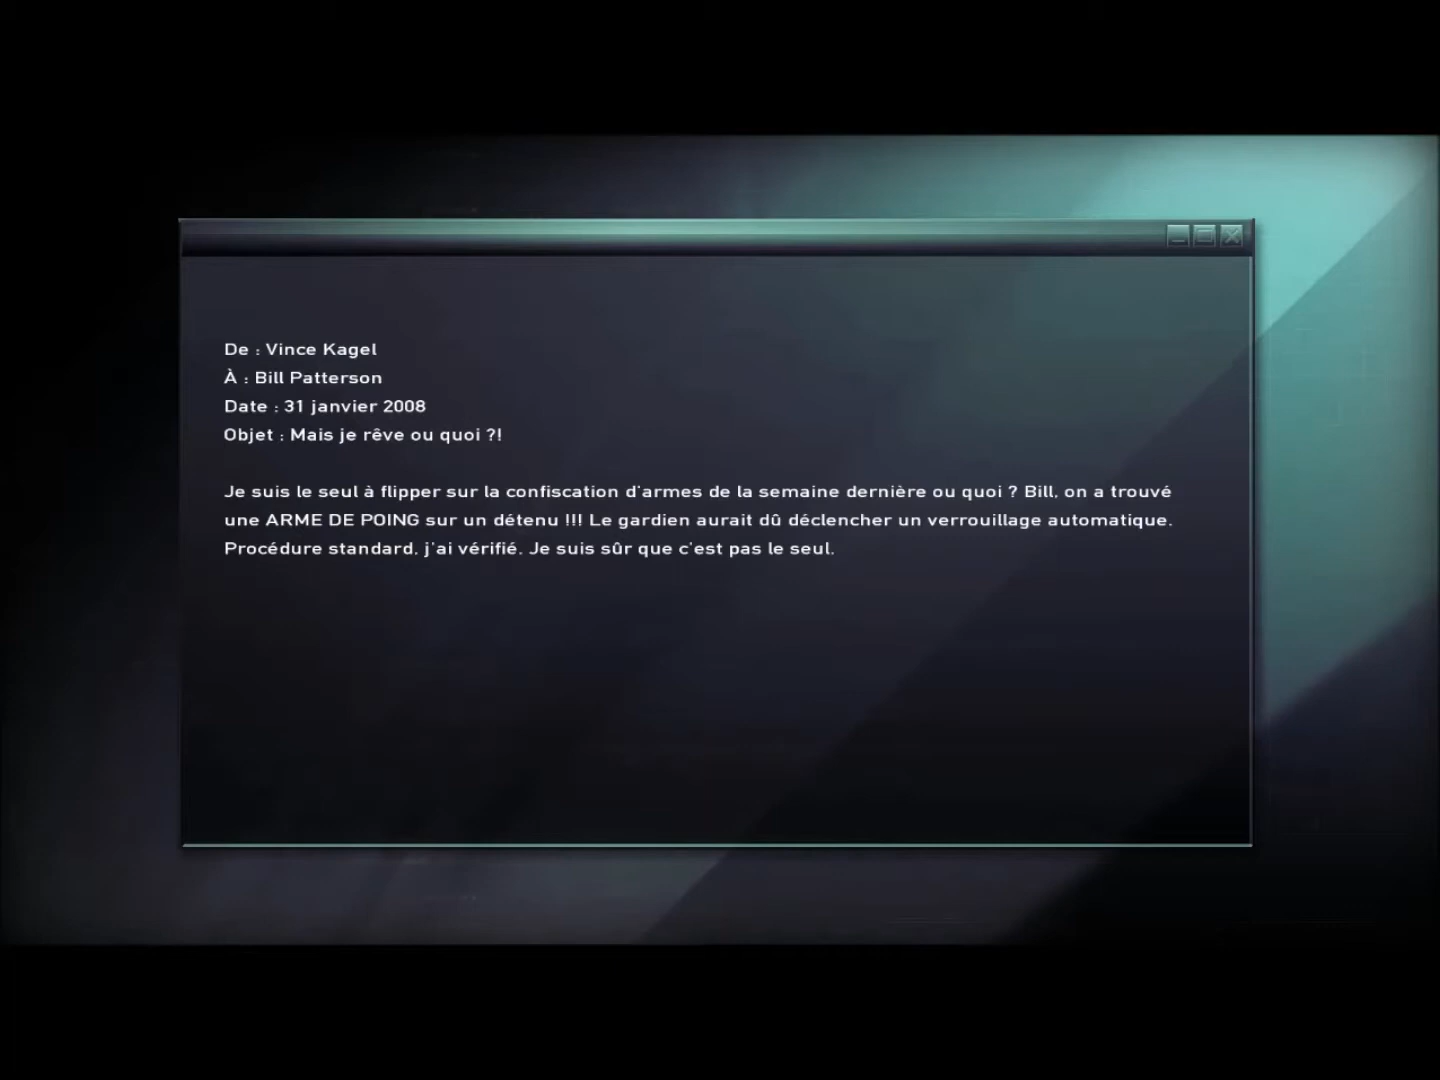 De : Vince Kagel
À : Bill Patterson
Date : 31 janvier 2008
Objet : Mais je rêve ou quoi ?!
Je suis le seul à flipper sur la confiscation d'armes de la semaine dernière ou quoi ? Bill, on a trouvé
une ARME DE POING sur un détenu !!! Le gardien aurait dû déclencher un verrouillage automatique.
Procédure standard, j'ai vérifié. Je suis sûr que c'est pas le seul.